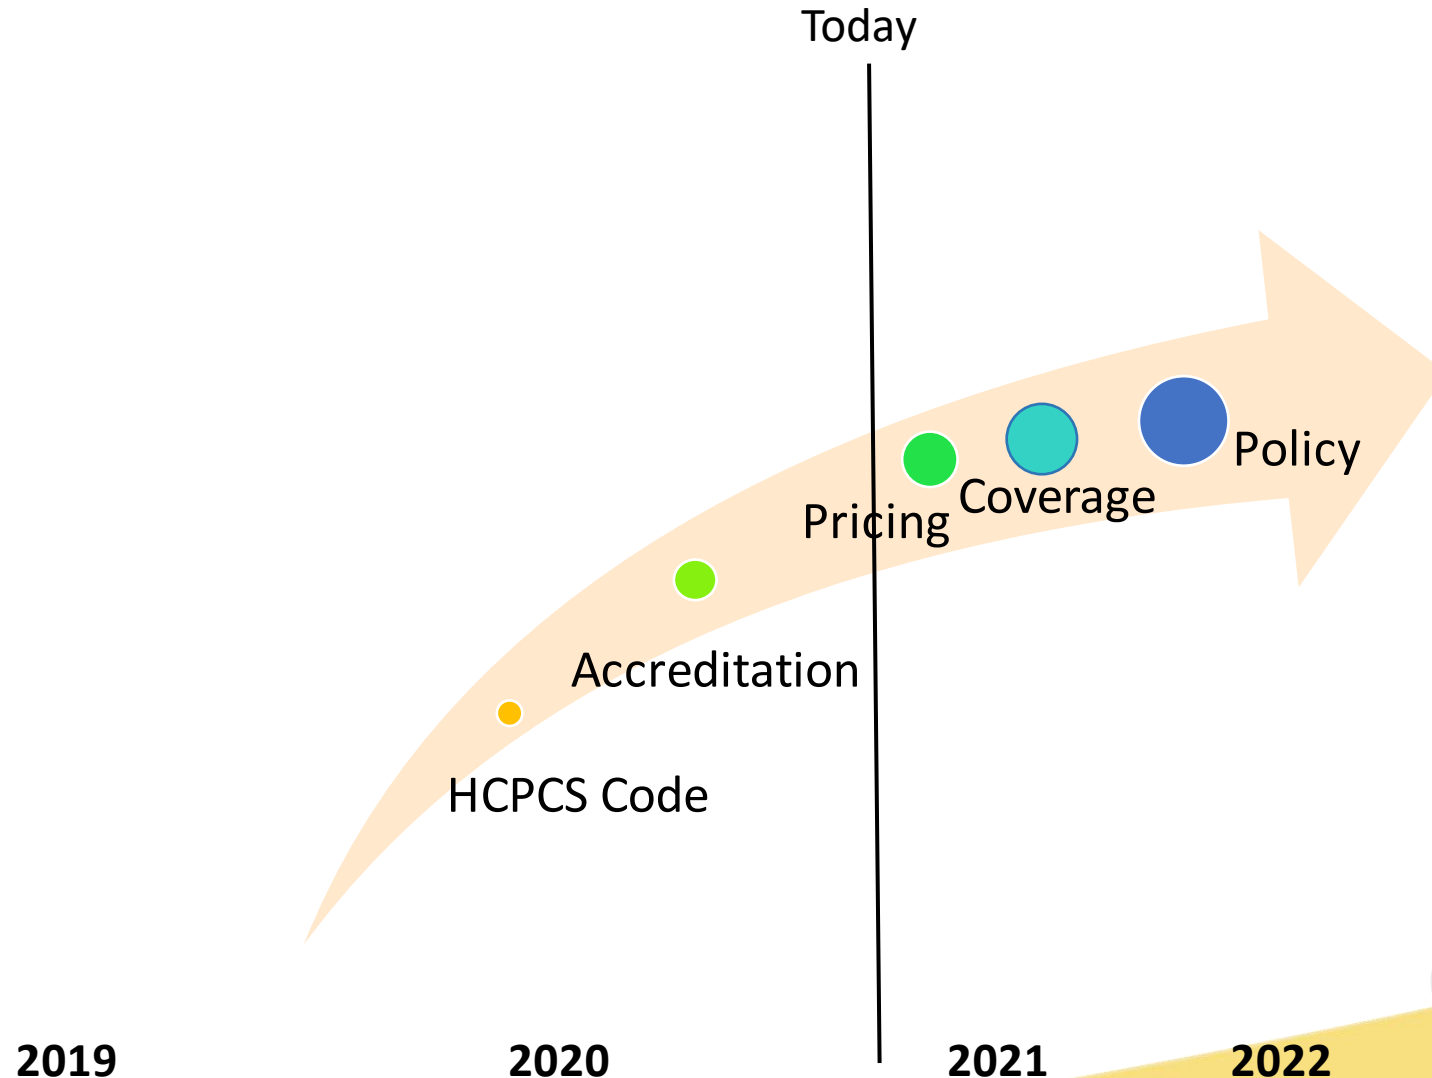 Today
Policy
Coverage
Pricing
Accreditation
HCPCS Code
2019 2020 2021 2022